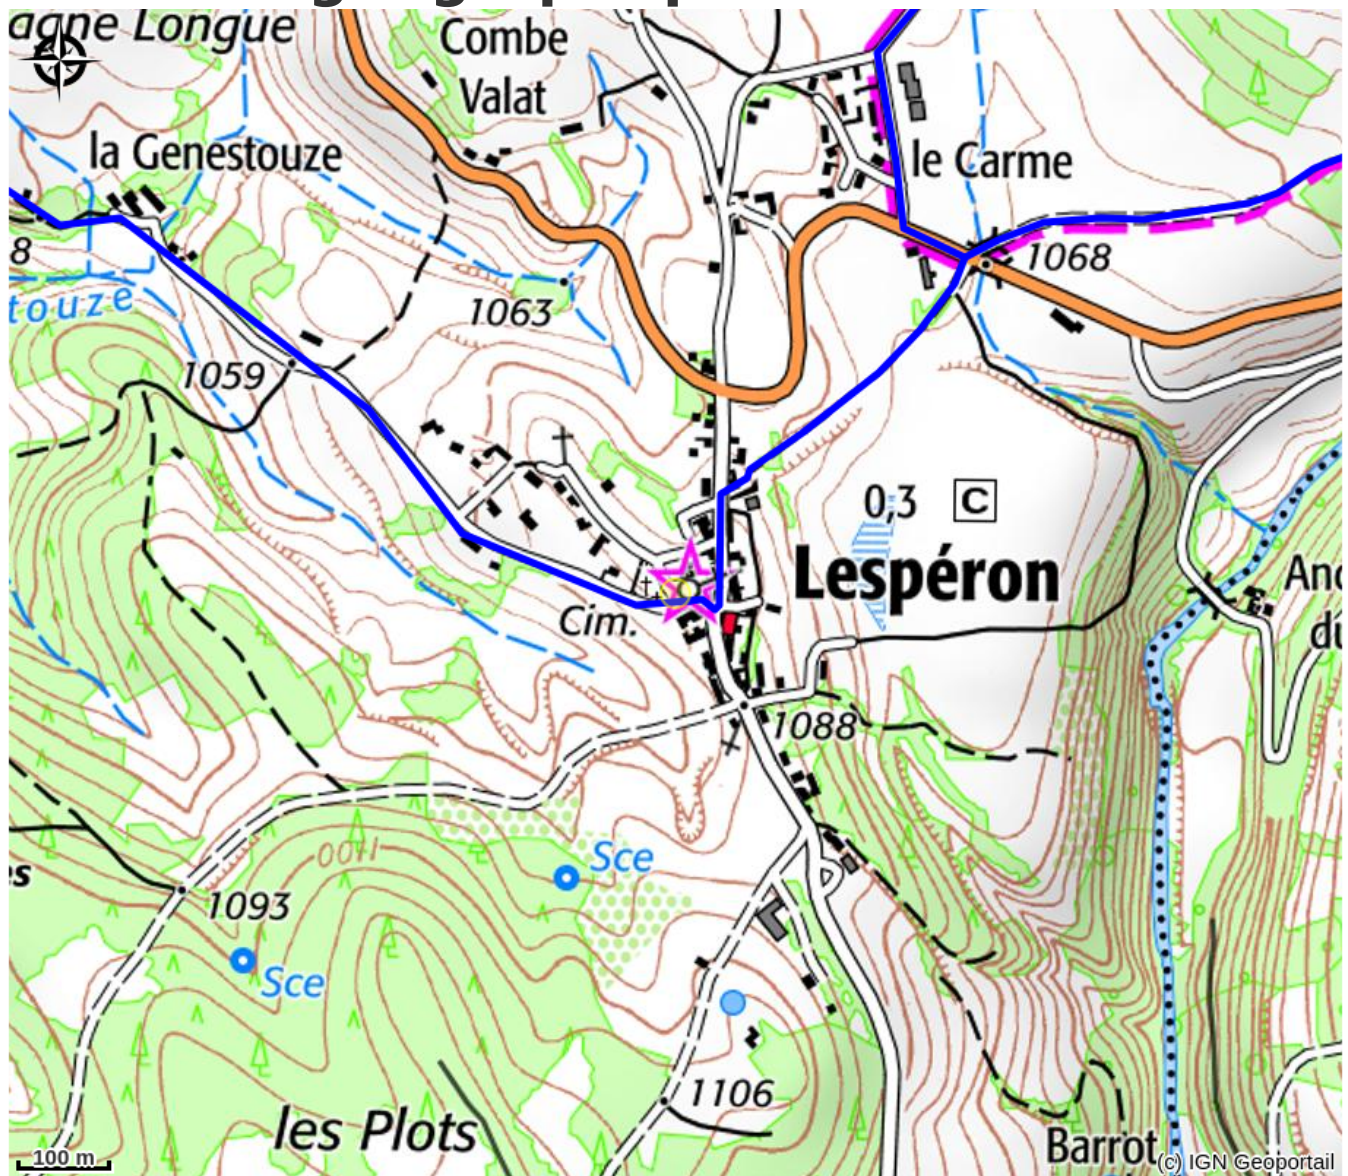 agne Longue
Combe
Valat
la Genestouze
le Carme
8
1068
touze
1063
1059
0,3
C
Lespéron
Cim.
1088
Sce
1100
1093
Sce
1106
les Plots
Barrot
100 m
(c) IGN Geoportail